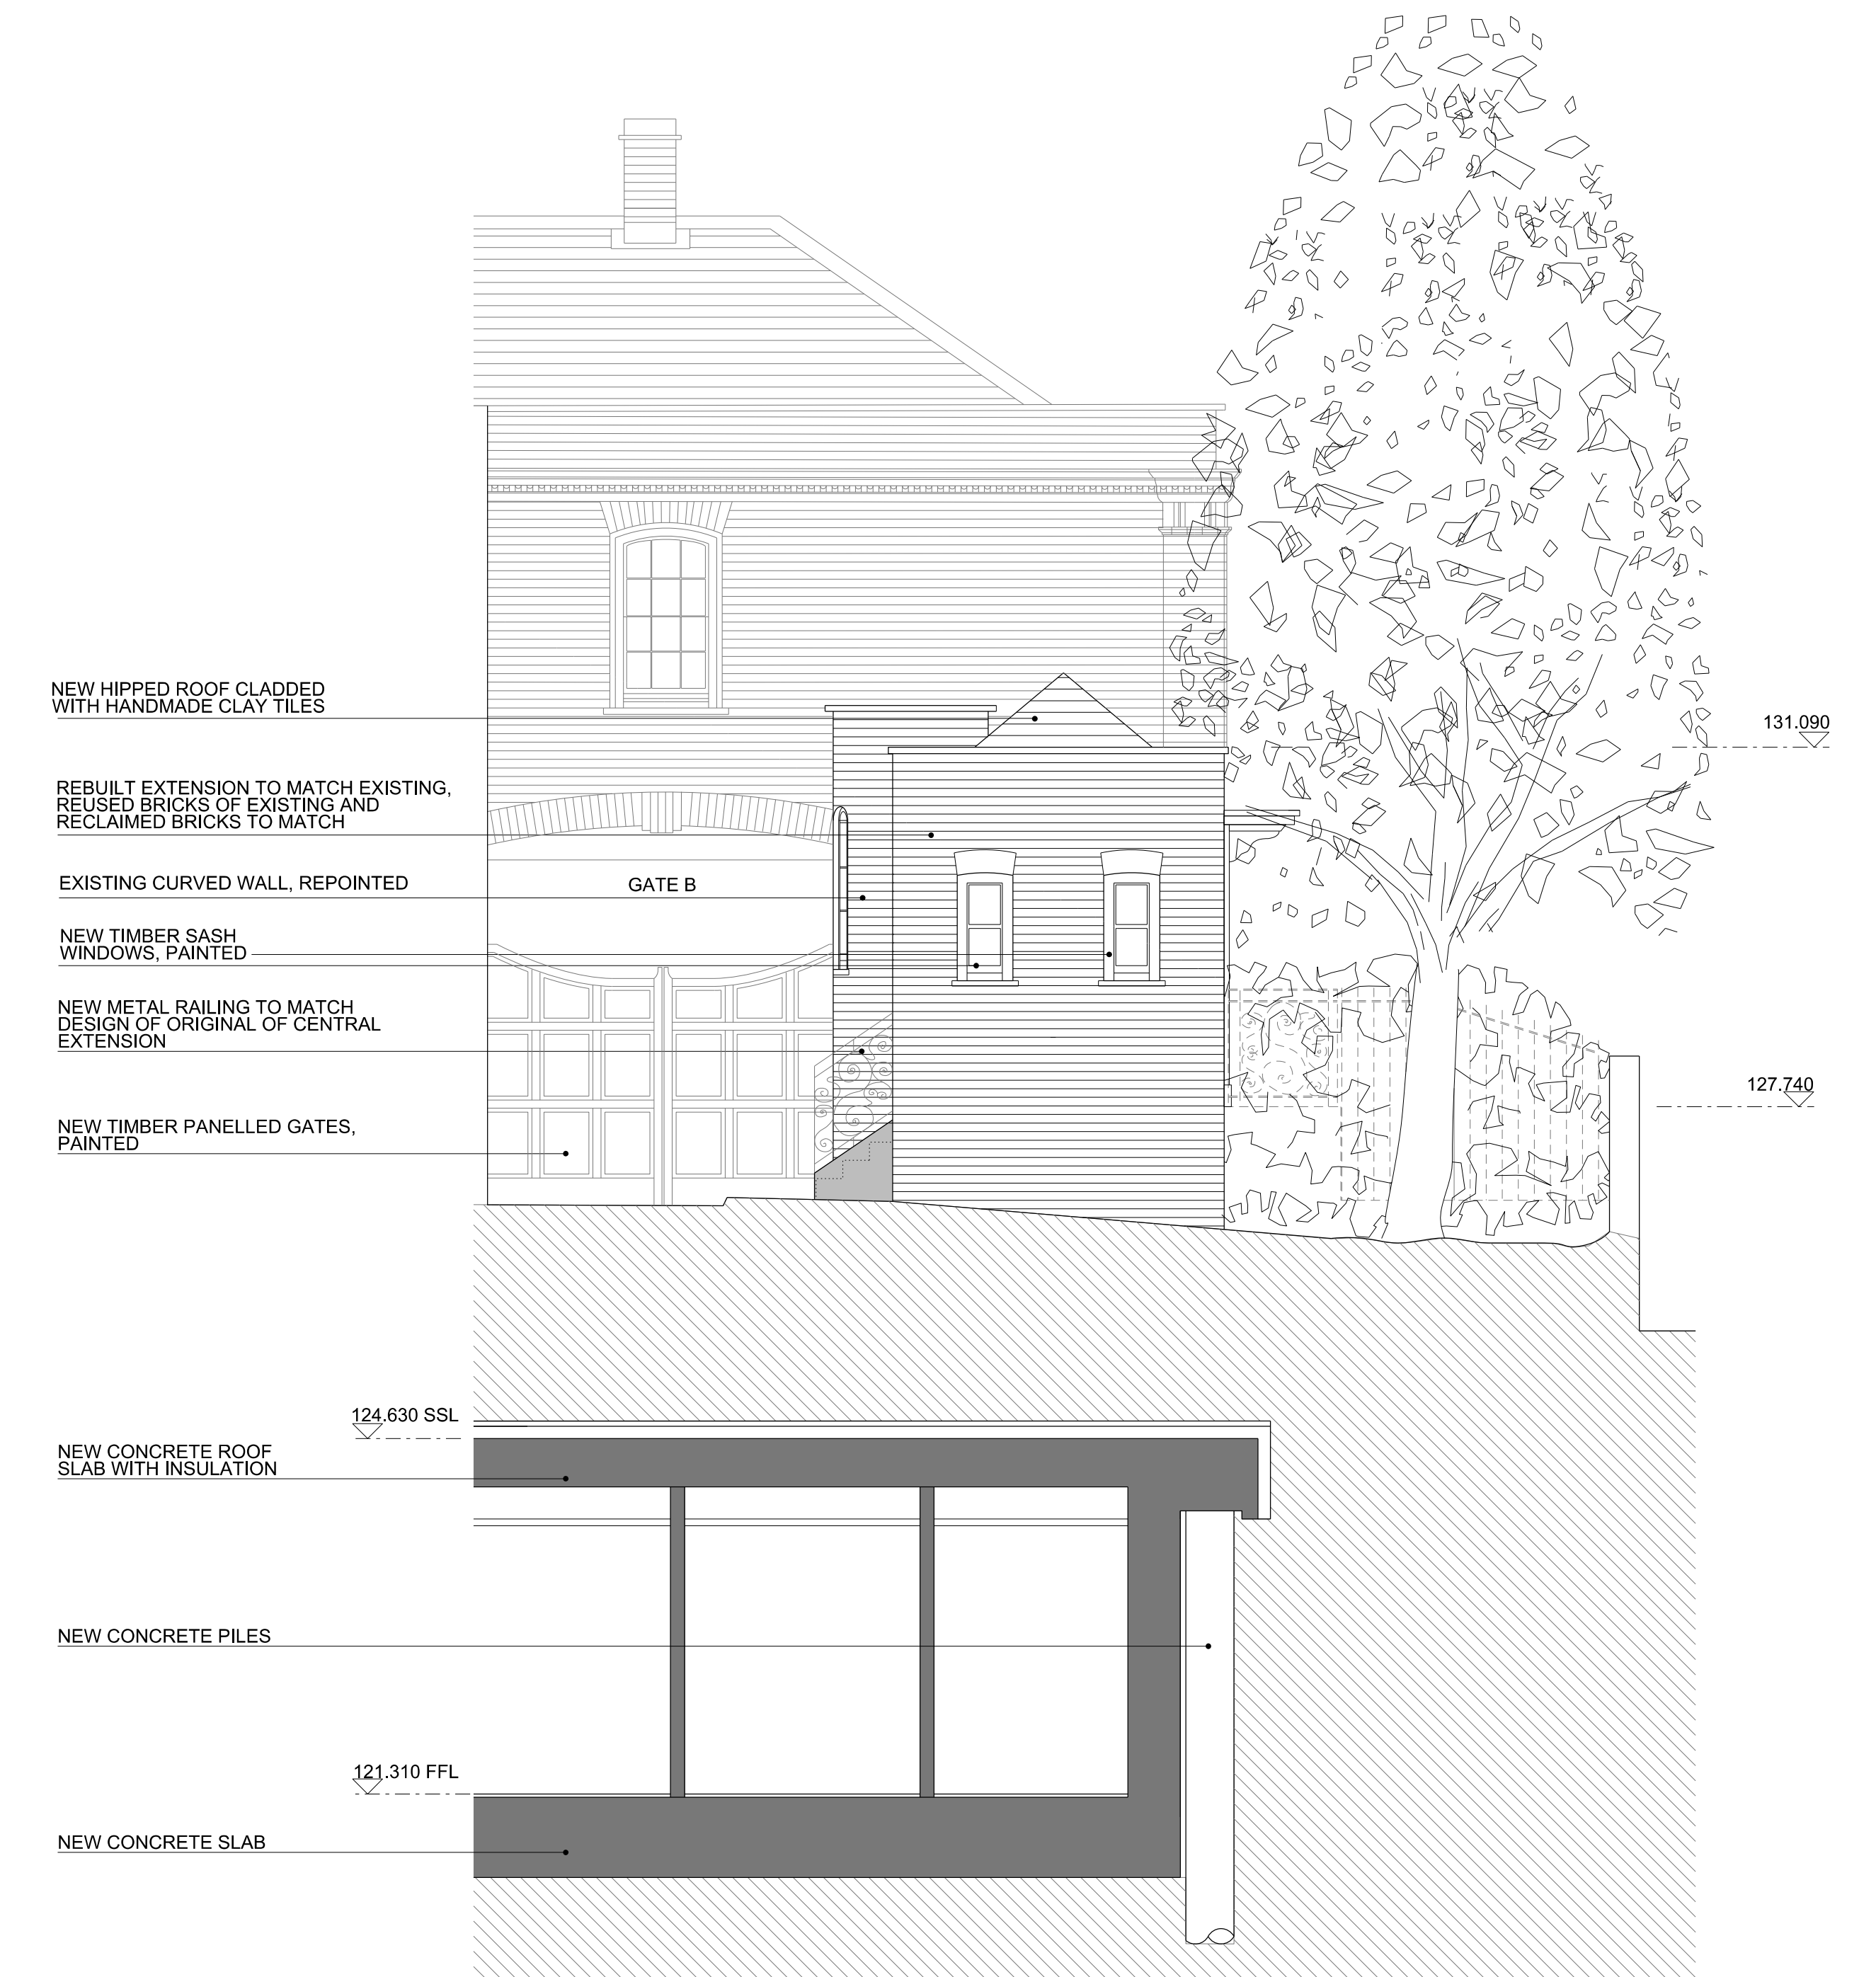 NEW HIPPED ROOF CLADDED
WITH HANDMADE CLAY TILES
131.090
REBUILT EXTENSION TO MATCH EXISTING,
REUSED BRICKS OF EXISTING AND
RECLAIMED BRICKS TO MATCH
EXISTING CURVED WALL, REPOINTED
GATE B
NEW TIMBER SASH
WINDOWS, PAINTED
NEW METAL RAILING TO MATCH
DESIGN OF ORIGINAL OF CENTRAL
EXTENSION
127.740
NEW TIMBER PANELLED GATES,
PAINTED
124.630 SSL
NEW CONCRETE ROOF
SLAB WITH INSULATION
NEW CONCRETE PILES
121.310 FFL
NEW CONCRETE SLAB